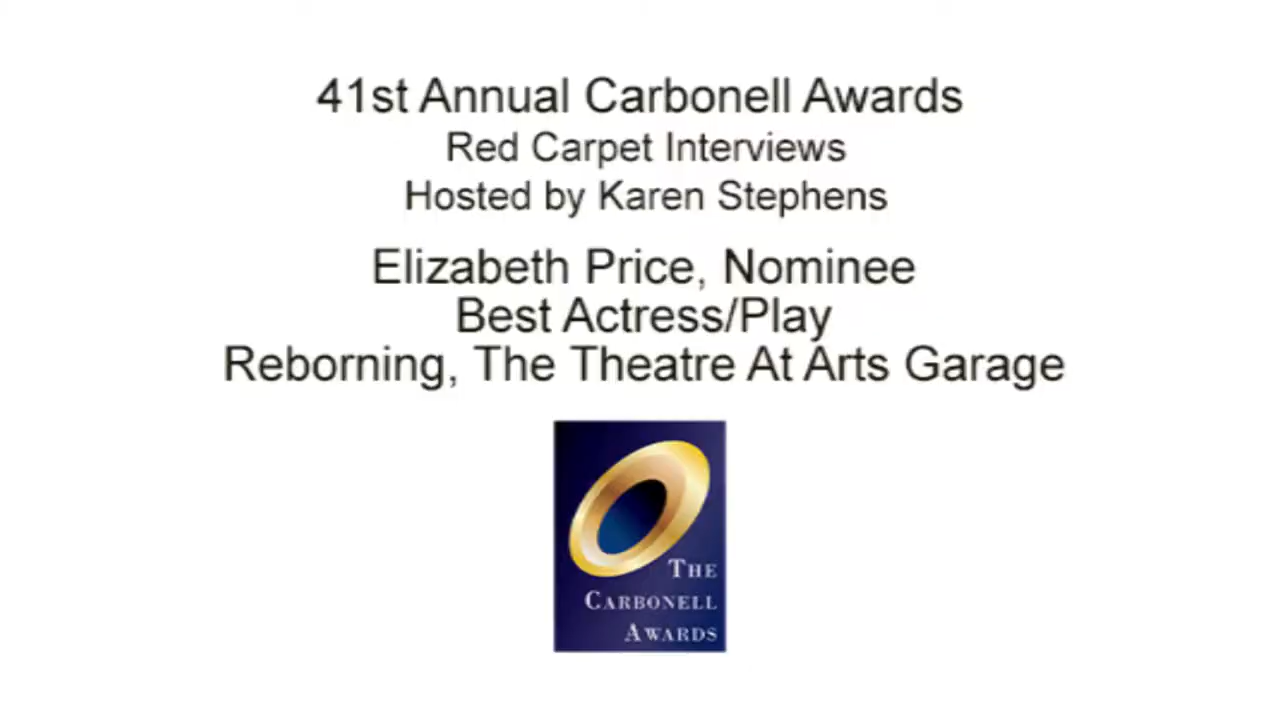 41st Annual Carbonell Awards
Red Carpet Interviews
Hosted by Karen Stephens
Elizabeth Price, Nominee
Best Actress/Play
Reborning, The Theatre At Arts Garage
THE
CARBONELL
AWARDS